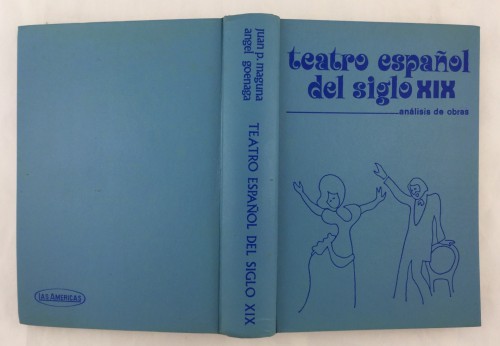 teatro español
del siglo XIX
análisis de obras
juan p. maguna
angel goenaga
TEATRO ESPAÑOL DEL SIGLO XIX
LAS AMERICAS